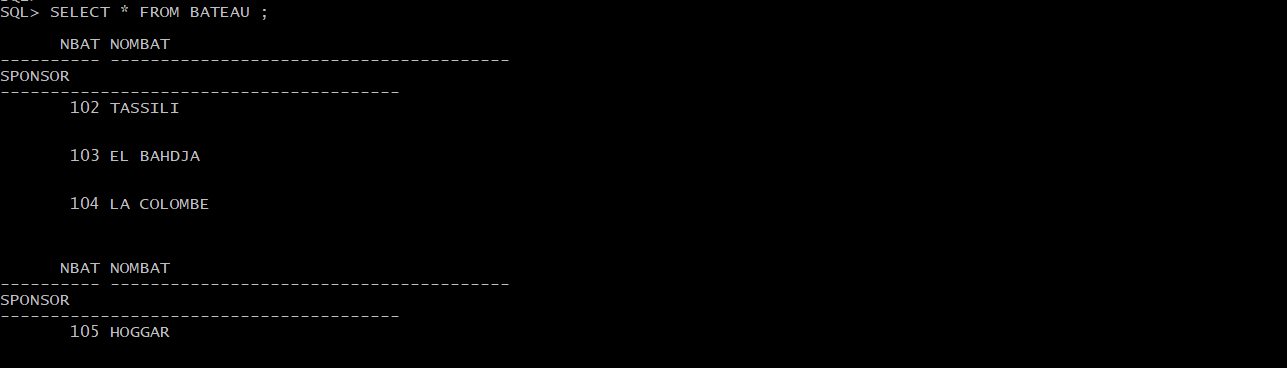 SQL> SELECT * FROM BATEAU ;
NBAT NOMBAT
---------- ----------------------------------------
SPONSOR
----------------------------------------
102 TASSILI
103 EL BAHDJA
104 LA COLOMBE
NBAT NOMBAT
---------- ----------------------------------------
SPONSOR
----------------------------------------
105 HOGGAR